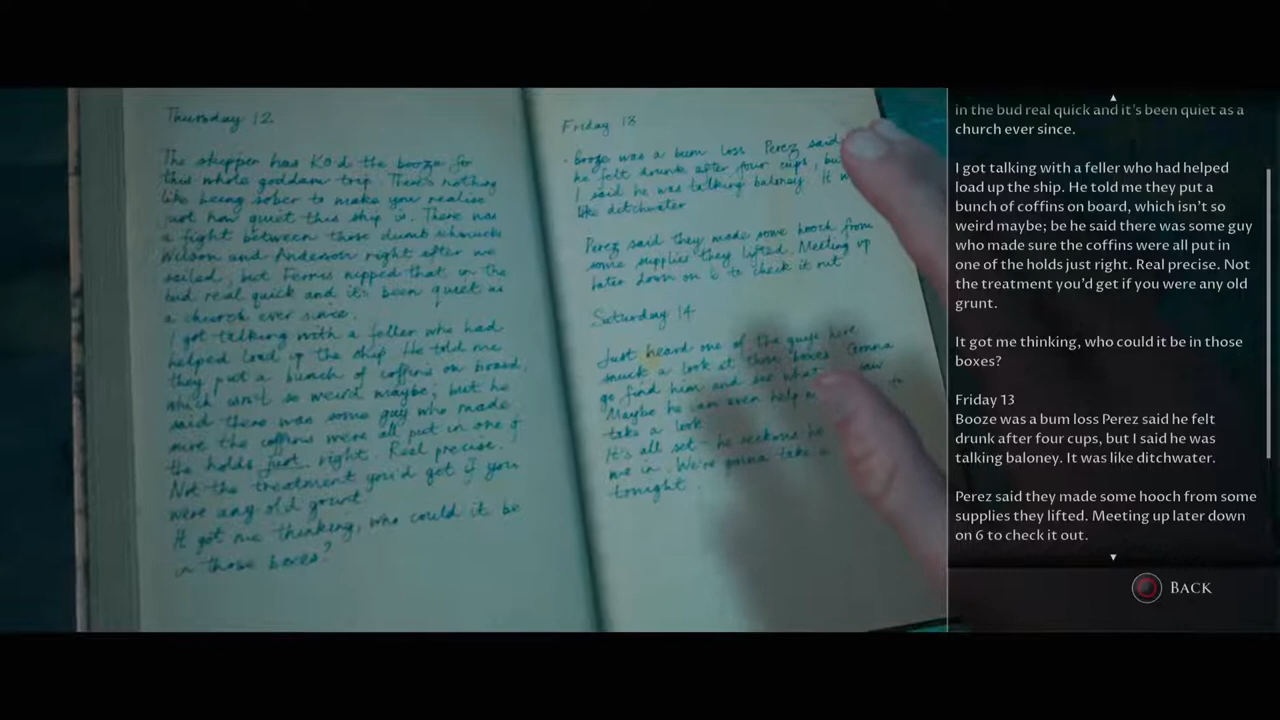 Thursday 12
The skipper has KO'd the booze for
this whole goddam trip. There's nothing
like being sober to make you realise
just how quiet this ship is. There was
a fight between those dumb schmucks
Wilson and Anderson right after we
sailed, but Ferris nipped that in the
bud real quick and it's been quiet as
a church ever since.
I got talking with a feller who had
helped load up the ship. He told me
they put a bunch of coffins on board,
which isn't so weird maybe; but he
said there was some guy who made
sure the coffins were all put in one of
the holds just right. Real precise.
Not the treatment you'd get if you
were any old grunt
It got me thinking, who could it be
in those boxes?
Friday 13
Booze was a bum loss Perez said
he felt drunk after four cups, but
I said he was talking baloney. It
like ditchwater
Perez said they made some hooch from
some supplies they lifted. Meeting up
later down on 6 to check it out
Saturday 14
Just heard one of the guys here
snuck a look at those boxes Gonna
go find him and see what saw
Maybe he can even help
take a look
It's all set - he reckons he
me in. We're gonna take a
tonight.
in the bud real quick and it's been quiet as a
church ever since.
I got talking with a feller who had helped
load up the ship. He told me they put a
bunch of coffins on board, which isn't so
weird maybe; be he said there was some guy
who made sure the coffins were all put in
one of the holds just right. Real precise. Not
the treatment you'd get if you were any old
grunt.
It got me thinking, who could it be in those
boxes?
Friday 13
Booze was a bum loss Perez said he felt
drunk after four cups, but I said he was
talking baloney. It was like ditchwater.
Perez said they made some hooch from some
supplies they lifted. Meeting up later down
on 6 to check it out.
BACK